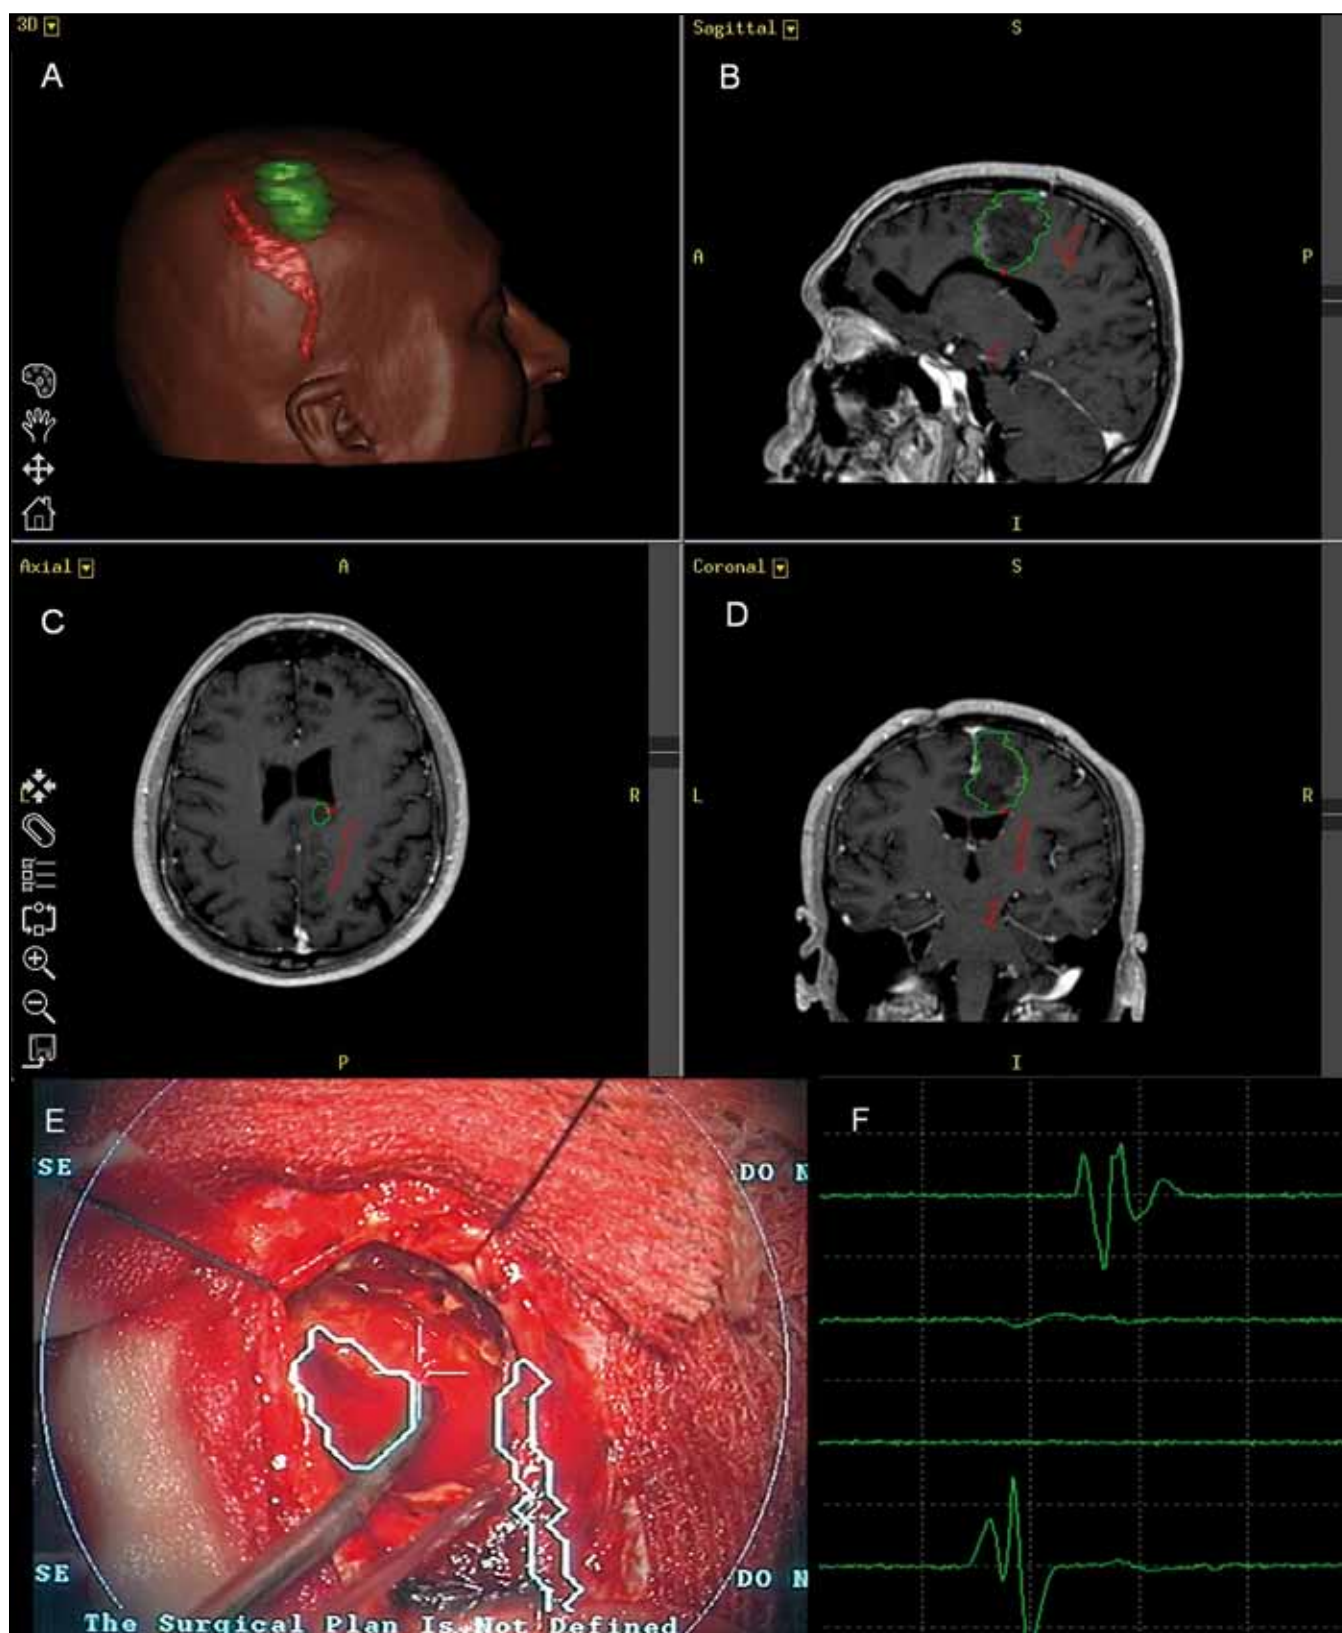 3D
A
Sagittal
S
B
A
P
I
Axial
A
C
R
P
Coronal
S
D
L
R
I
E
SE
DO N
SE
DO N
The Surgical Plan Is Not Defined
F